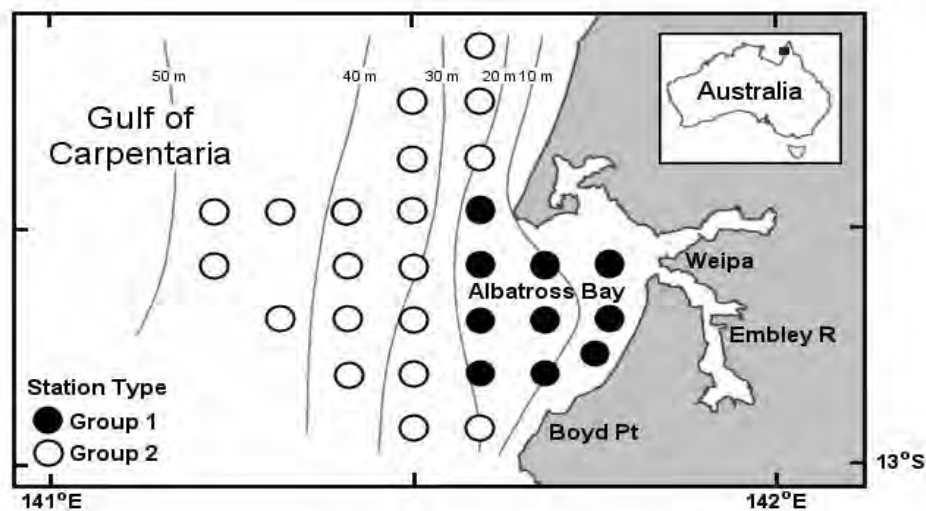 50 m
40 m
30 m
20 m
10 m
Gulf of
Carpentaria
Australia
Weipa
Albatross Bay
Embley R
Station Type
Group 1
Group 2
Boyd Pt
13°S
141°E
142°E